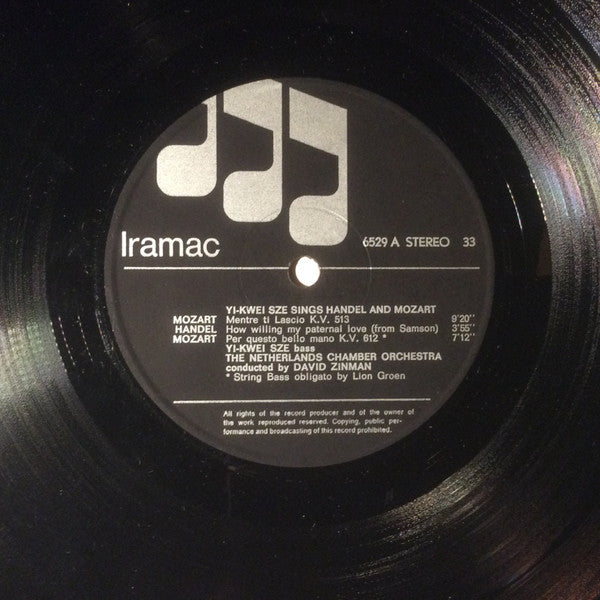 Iramac
6529 A STEREO 33
YI-KWEI SZE SINGS HANDEL AND MOZART
MOZART Mentre ti Lascio K.V. 513 9'20''
HANDEL How willing my paternal love (from Samson) 3'55''
MOZART Per questo bello mano K.V. 612 * 7'12''
YI-KWEI SZE bass
THE NETHERLANDS CHAMBER ORCHESTRA
conducted by DAVID ZINMAN
* String Bass obligato by Lion Groen
All rights of the record producer and of the owner of
the work reproduced reserved. Copying, public per-
formance and broadcasting of this record prohibited.